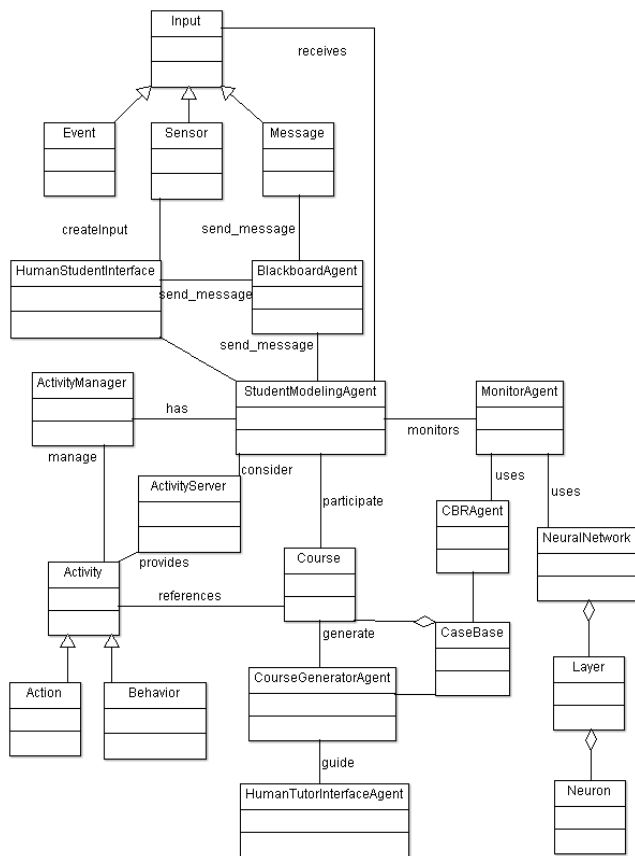 Input
receives
Event
Sensor
Message
createInput
send_message
HumanStudentInterface
BlackboardAgent
send_message
send_message
ActivityManager
StudentModelingAgent
MonitorAgent
has
monitors
manage
consider
ActivityServer
uses
uses
participate
CBRAgent
NeuralNetwork
provides
Activity
Course
references
generate
CaseBase
Layer
CourseGeneratorAgent
Action
Behavior
guide
HumanTutorInterfaceAgent
Neuron